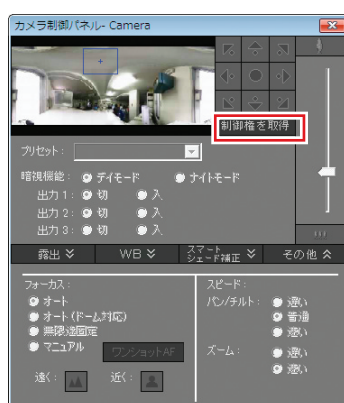 カメラ制御パネル- Camera
制御権を取得
プリセット：
暗視機能： デイモード ナイトモード
出力1： 切 入
出力2： 切 入
出力3： 切 入
露出 WB スマートシェード補正 その他
フォーカス：
オート
オート(ドーム対応)
無限遠固定
マニュアル ワンショットAF
遠く： 近く：
スピード：
パン/チルト： 速い
普通
遅い
ズーム： 速い
遅い